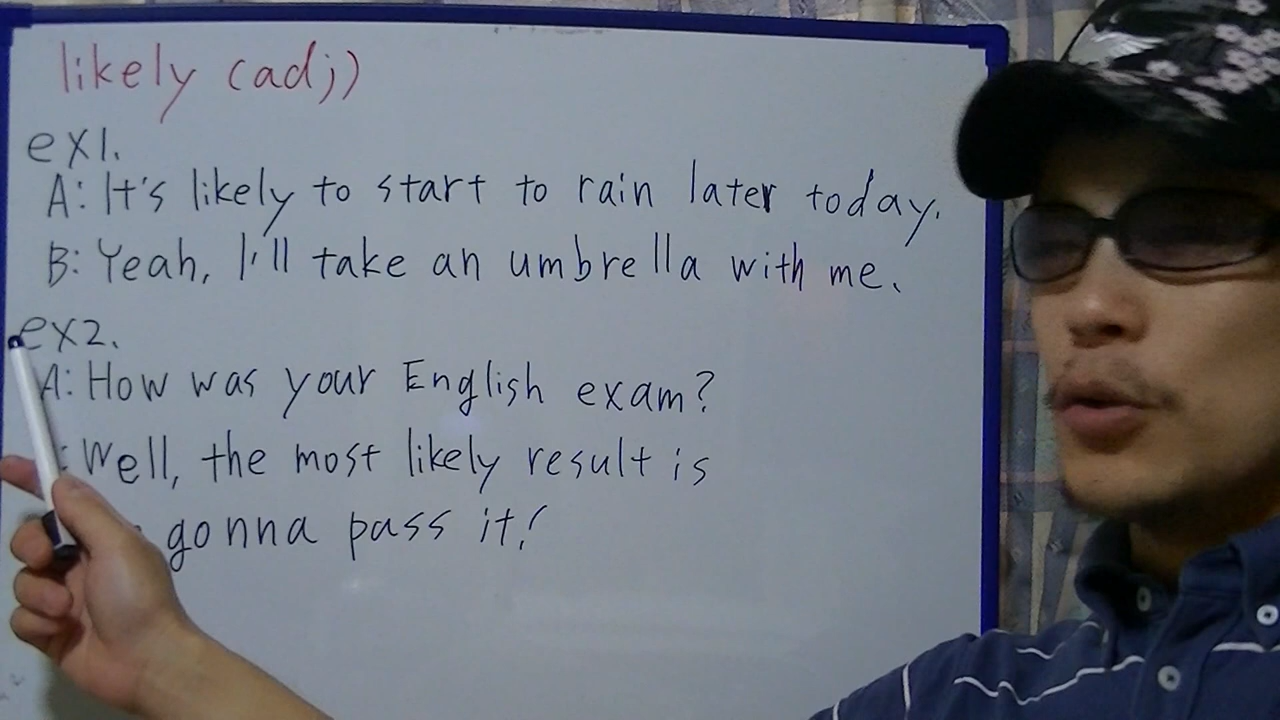 likely (adj)
ex1.
A: It's likely to start to rain later today.
B: Yeah, I'll take an umbrella with me.
ex2.
A: How was your English exam?
: Well, the most likely result is
gonna pass it!